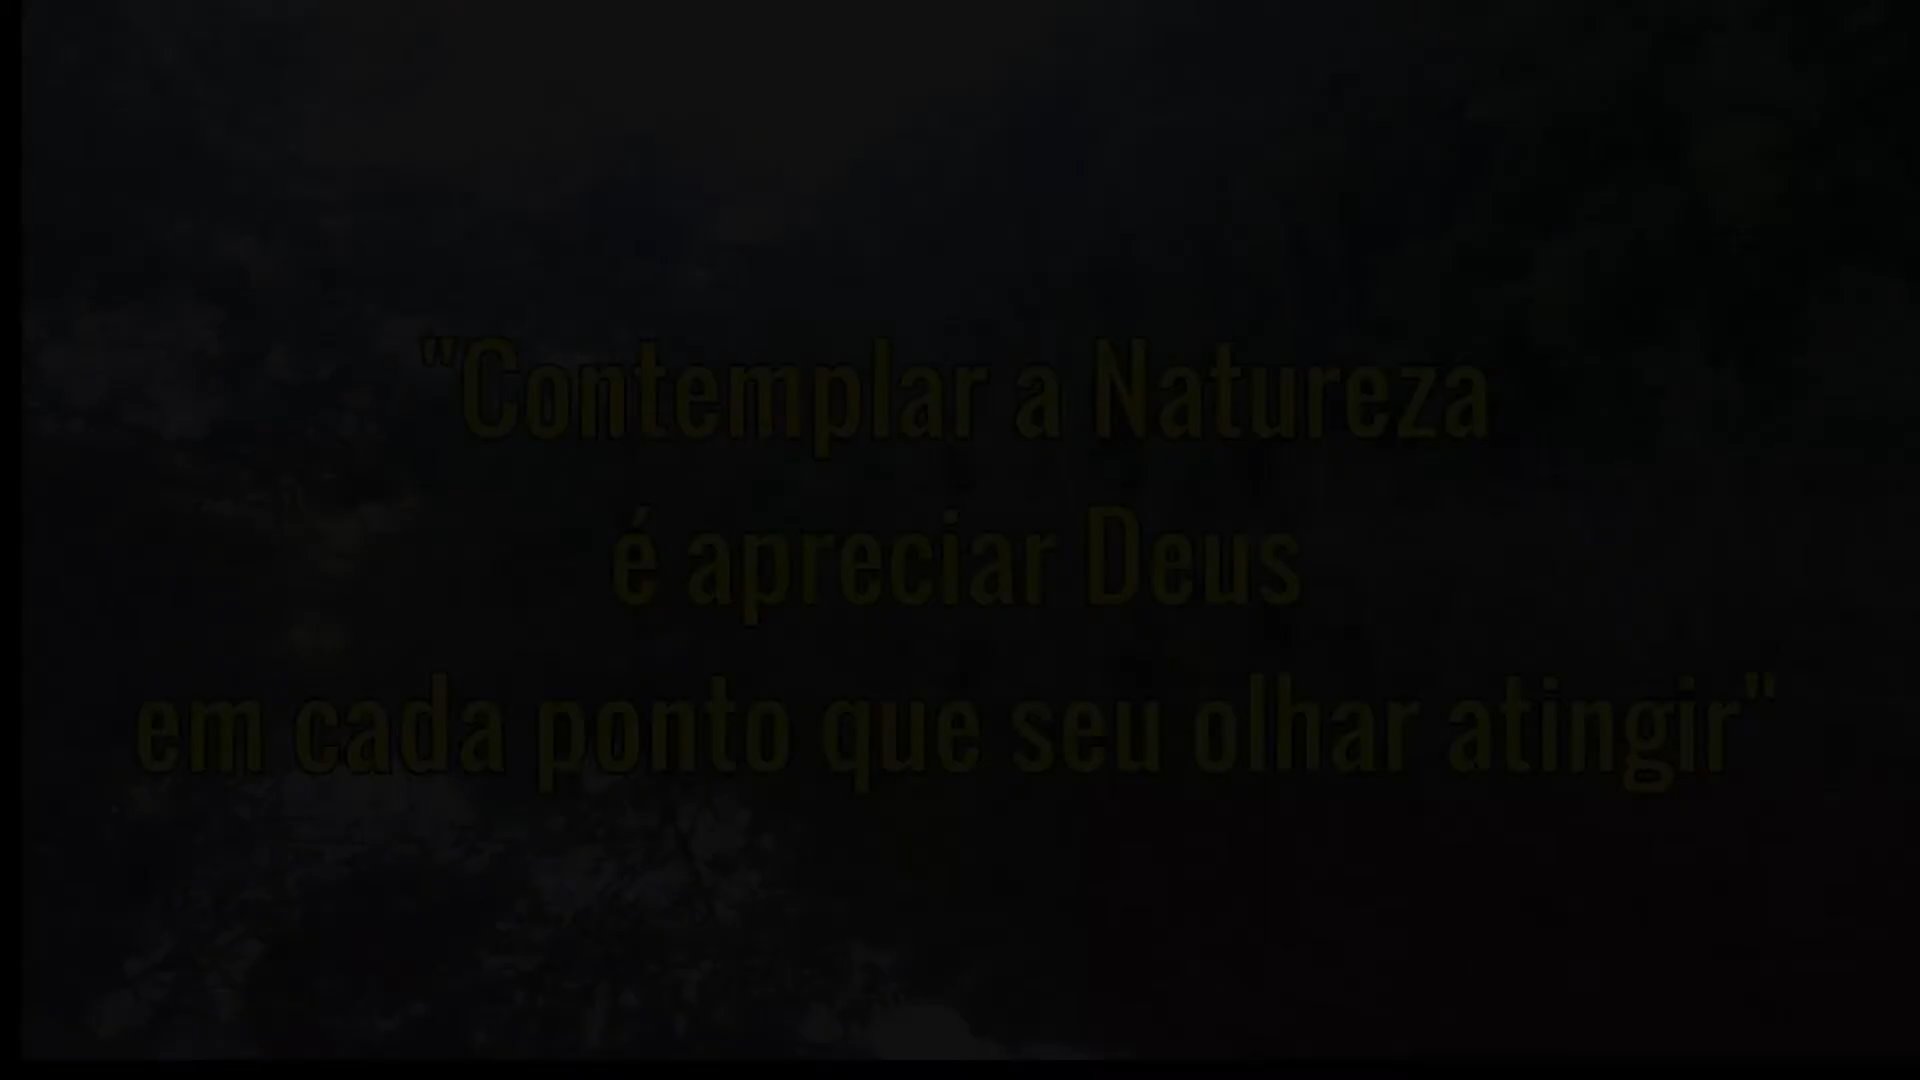 "Contemplar a Natureza
é apreciar Deus
em cada ponto que seu olhar atingir"